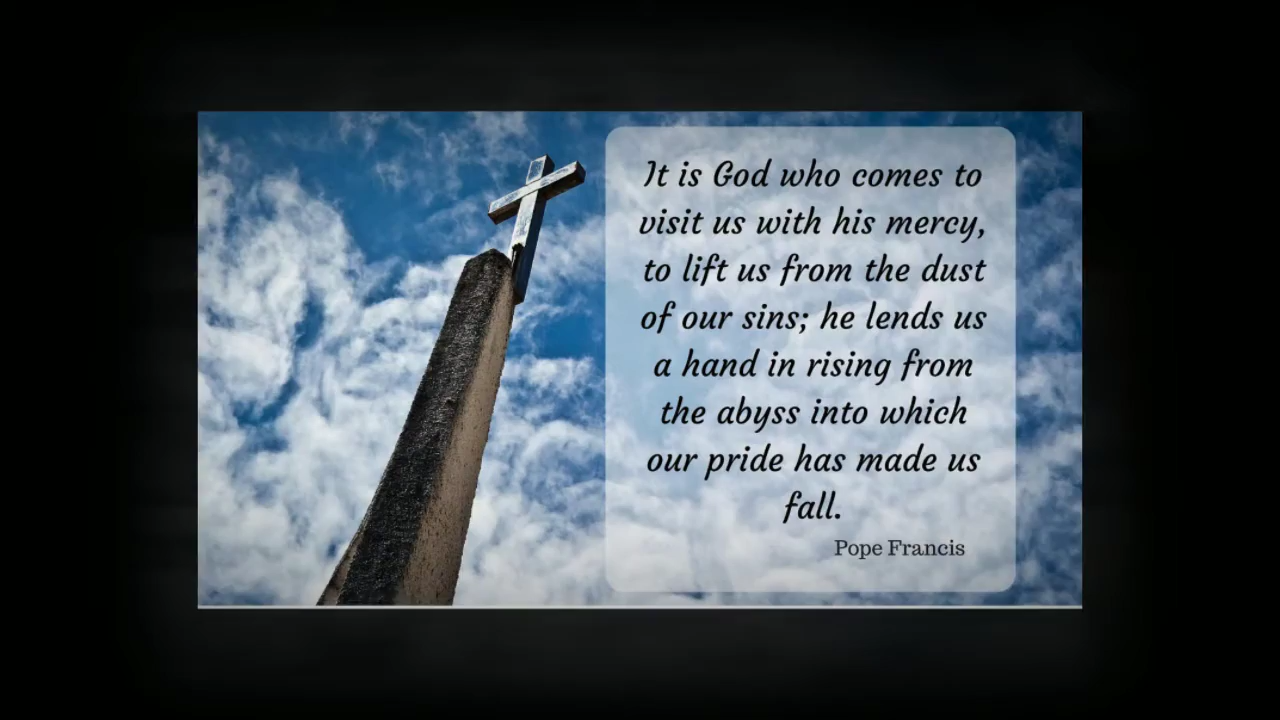 It is God who comes to
visit us with his mercy,
to lift us from the dust
of our sins; he lends us
a hand in rising from
the abyss into which
our pride has made us
fall.
Pope Francis